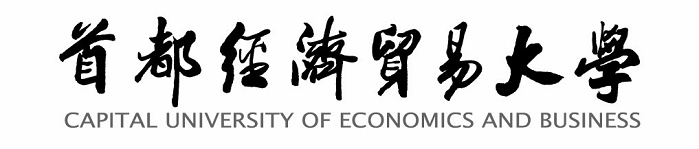 首都經濟貿易大學
CAPITAL UNIVERSITY OF ECONOMICS AND BUSINESS